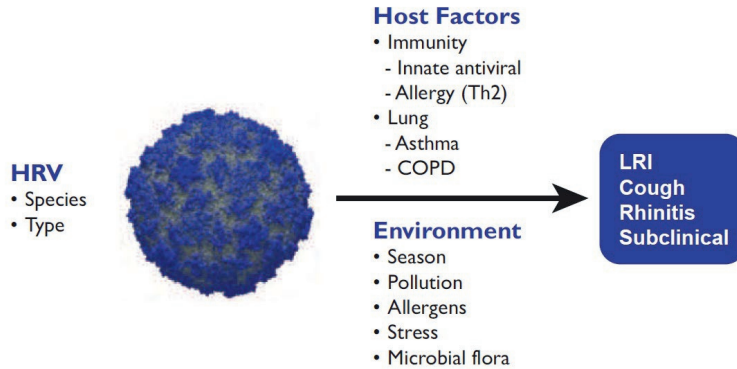 HRV
• Species
• Type
Host Factors
• Immunity
- Innate antiviral
- Allergy (Th2)
• Lung
- Asthma
- COPD
Environment
• Season
• Pollution
• Allergens
• Stress
• Microbial flora
LRI
Cough
Rhinitis
Subclinical